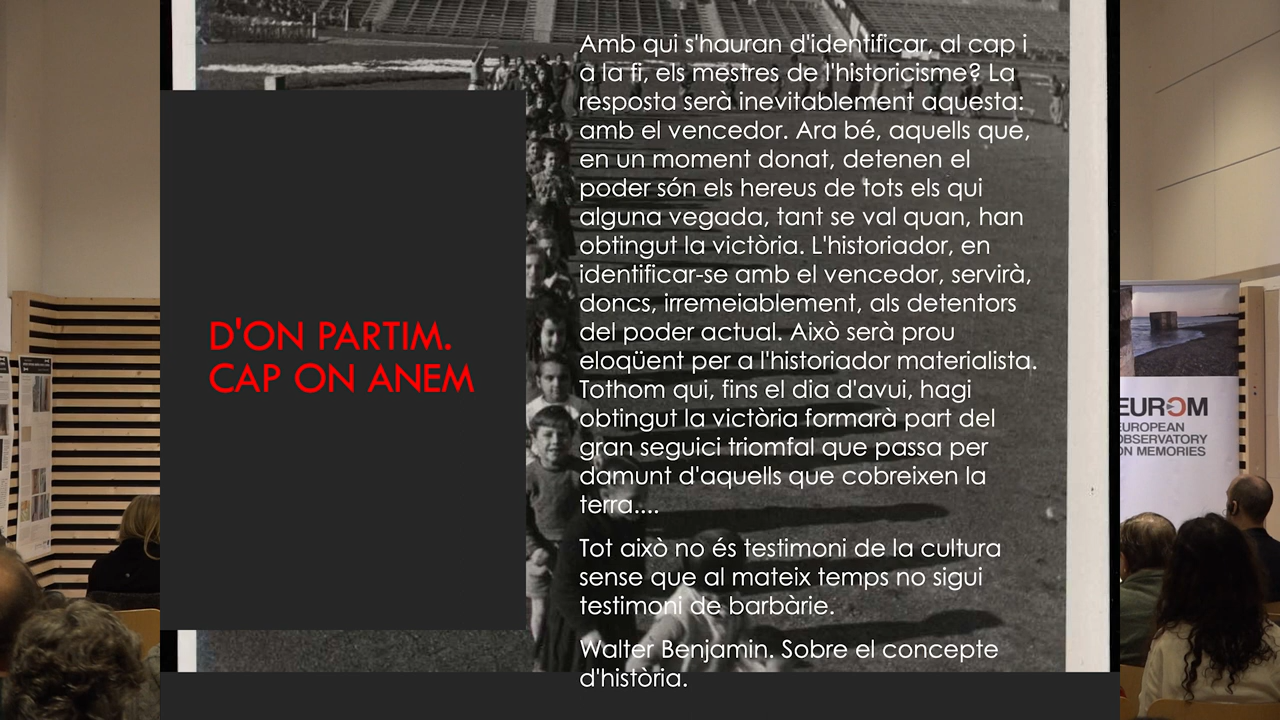 D'ON PARTIM.
CAP ON ANEM
Amb qui s'hauran d'identificar, al cap i
a la fi, els mestres de l'historicisme? La
resposta serà inevitablement aquesta:
amb el vencedor. Ara bé, aquells que,
en un moment donat, detenen el
poder són els hereus de tots els qui
alguna vegada, tant se val quan, han
obtingut la victòria. L'historiador, en
identificar-se amb el vencedor, servirà,
doncs, irremeiablement, als detentors
del poder actual. Això serà prou
eloqüent per a l'historiador materialista.
Tothom qui, fins el dia d'avui, hagi
obtingut la victòria formarà part del
gran seguici triomfal que passa per
damunt d'aquells que cobreixen la
terra....
Tot això no és testimoni de la cultura
sense que al mateix temps no sigui
testimoni de barbàrie.
Walter Benjamin. Sobre el concepte
d'història.
EUROM
EUROPEAN
OBSERVATORY
ON MEMORIES